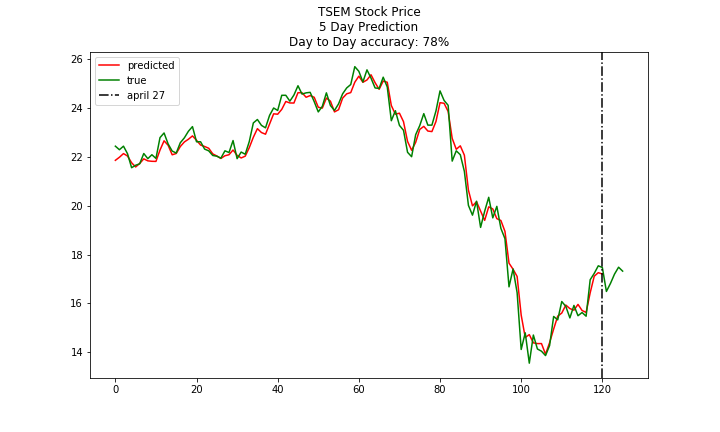 TSEM Stock Price
5 Day Prediction
Day to Day accuracy: 78%
predicted
true
april 27
26
24
22
20
18
16
14
0
20
40
60
80
100
120